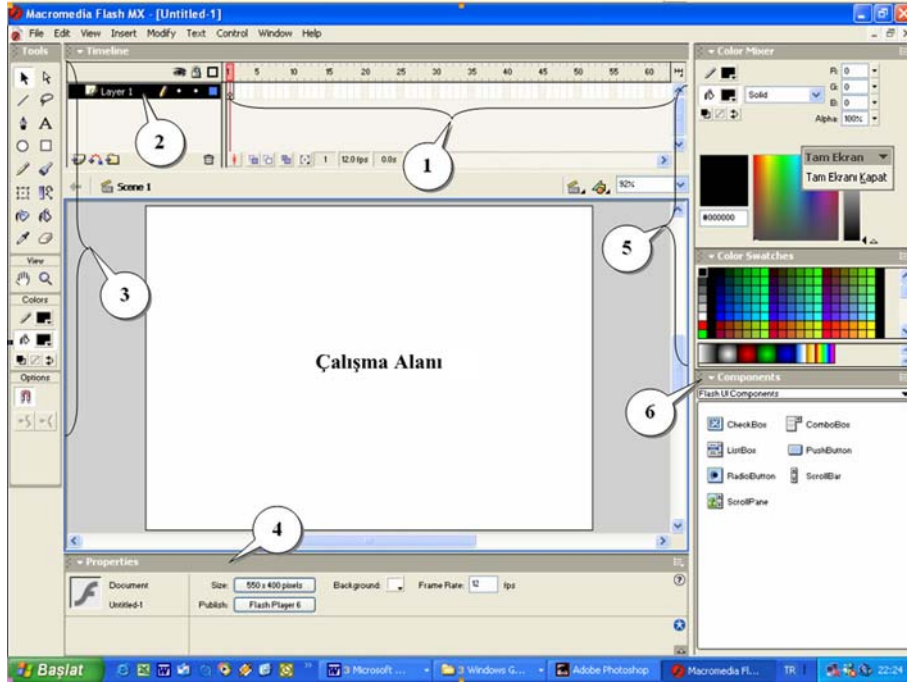 Macromedia Flash MX - [Untitled-1]
File Edit View Insert Modify Text Control Window Help
Tools
Timeline
1 5 10 15 20 25 30 35 40 45 50 55 60
Layer 1
2
1
1 12.0 fps 0.0s
Scene 1
92%
View
Colors
Options
3
Çalışma Alanı
5
4
6
Properties
Document
Untitled-1
Size: 550 x 400 pixels
Background:
Frame Rate: 12 fps
Publish: Flash Player 6
Color Mixer
R: 0
G: 0
B: 0
Alpha: 100%
Solid
#000000
Tam Ekran
Tam Ekranı Kapat
Color Swatches
Components
Flash UI Components
CheckBox ComboBox
ListBox PushButton
RadioButton ScrollBar
ScrollPane
Başlat
3 Microsoft ...
3 Windows G...
Adobe Photoshop
Macromedia Fl...
TR
22:24